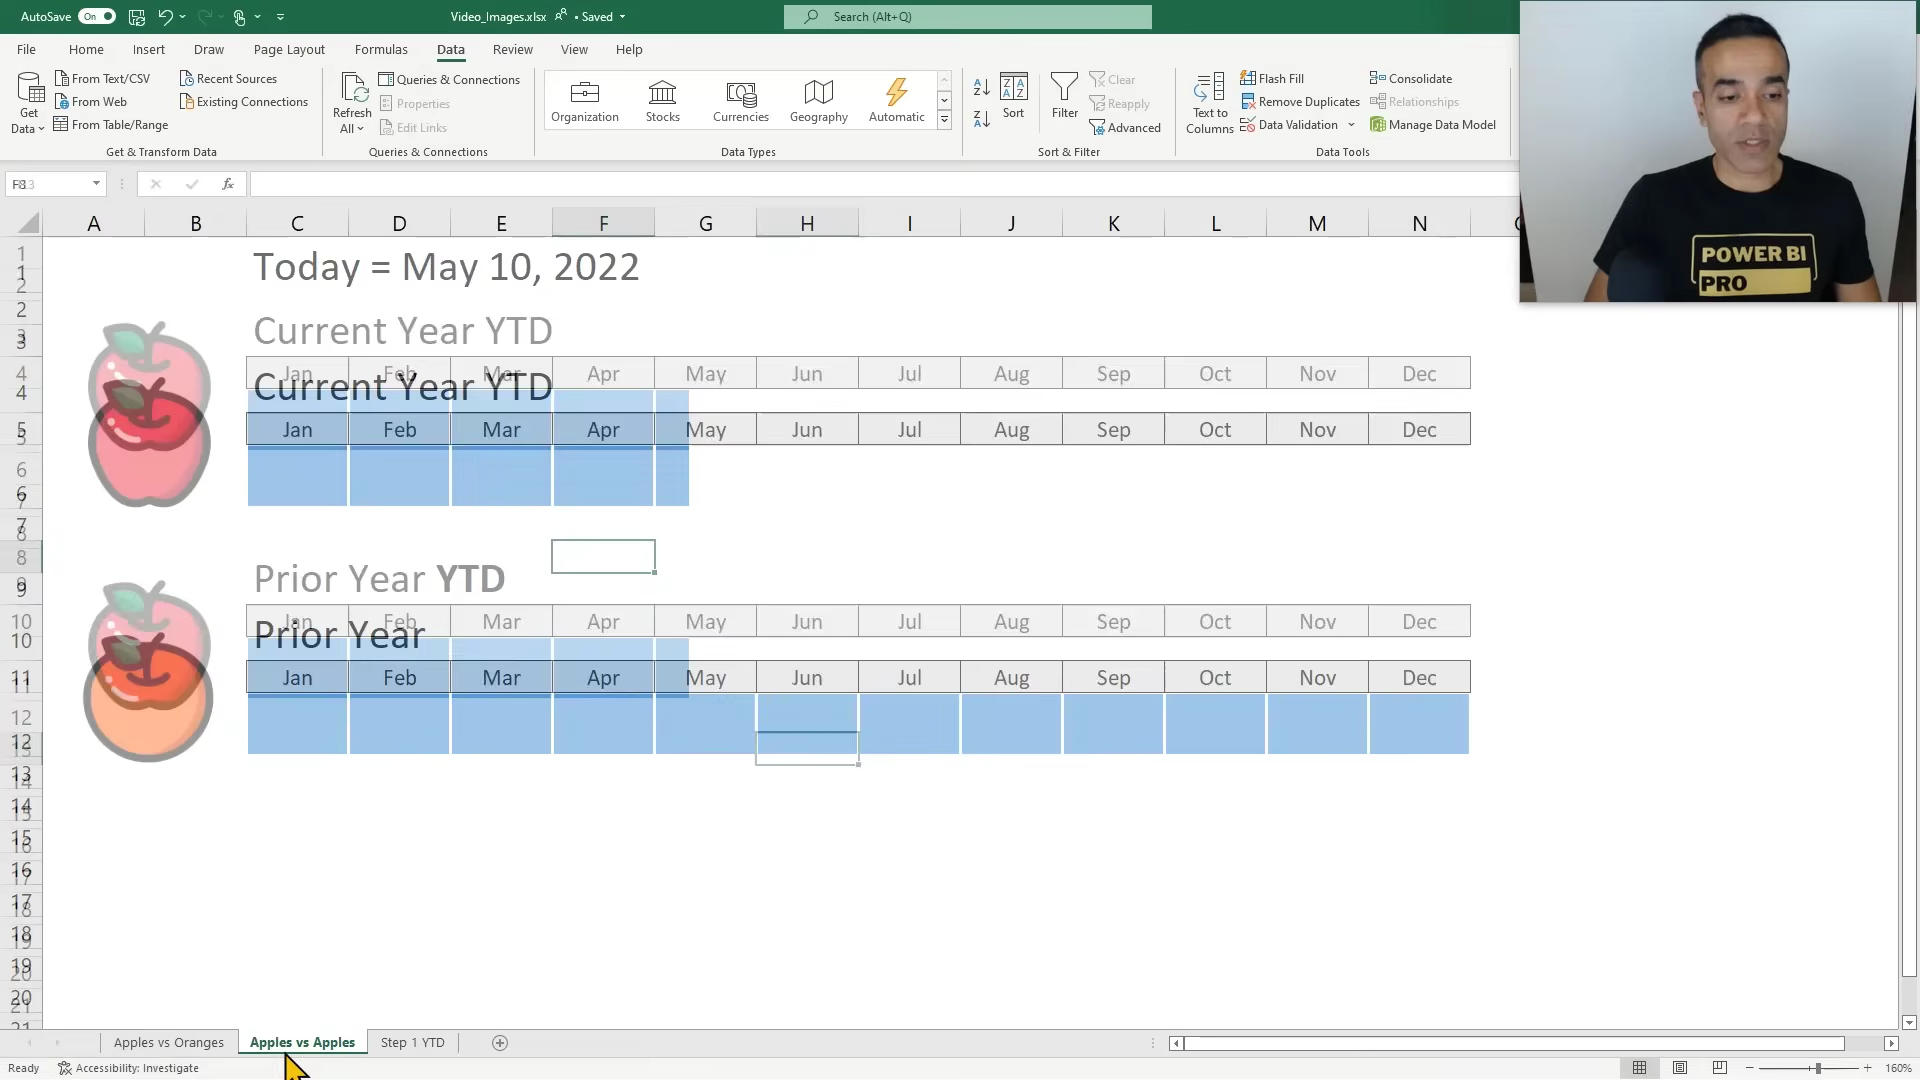 AutoSave On Video_Images.xlsx • Saved Search (Alt+Q)
File Home Insert Draw Page Layout Formulas Data Review View Help
Get Data
From Text/CSV
From Web
From Table/Range
Recent Sources
Existing Connections
Get & Transform Data
Refresh All
Queries & Connections
Properties
Edit Links
Queries & Connections
Organization Stocks Currencies Geography Automatic
Data Types
Sort
Filter
Clear
Reapply
Advanced
Sort & Filter
Text to Columns
Flash Fill
Remove Duplicates
Data Validation
Consolidate
Relationships
Manage Data Model
Data Tools
POWER BI
PRO
fx
A B C D E F G H I J K L M N
Today = May 10, 2022
Current Year YTD
Jan Feb Mar Apr May Jun Jul Aug Sep Oct Nov Dec
Current Year YTD
Jan Feb Mar Apr May Jun Jul Aug Sep Oct Nov Dec
Prior Year YTD
Jan Feb Mar Apr May Jun Jul Aug Sep Oct Nov Dec
Prior Year
Jan Feb Mar Apr May Jun Jul Aug Sep Oct Nov Dec
Apples vs Oranges Apples vs Apples Step 1 YTD
Ready Accessibility: Investigate 160%